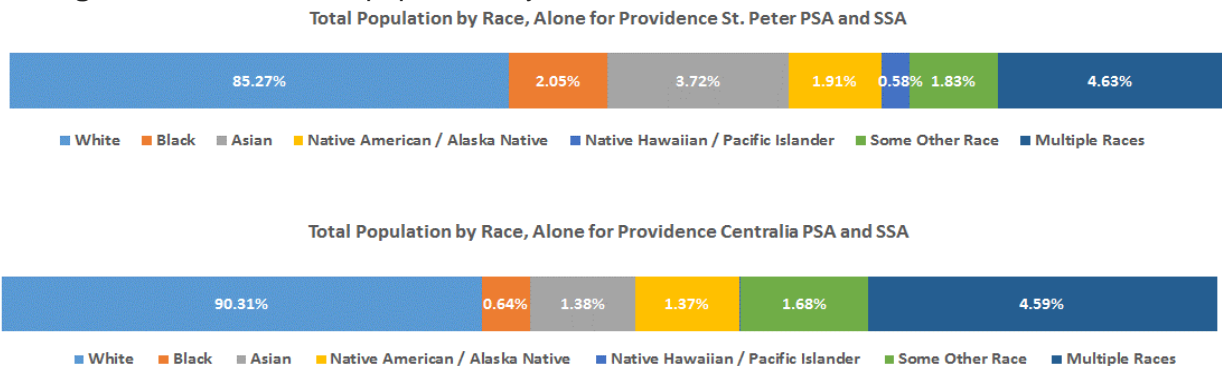 Total Population by Race, Alone for Providence St. Peter PSA and SSA
85.27% 2.05% 3.72% 1.91% 0.58% 1.83% 4.63%
White Black Asian Native American / Alaska Native Native Hawaiian / Pacific Islander Some Other Race Multiple Races
Total Population by Race, Alone for Providence Centralia PSA and SSA
90.31% 0.64% 1.38% 1.37% 1.68% 4.59%
White Black Asian Native American / Alaska Native Native Hawaiian / Pacific Islander Some Other Race Multiple Races